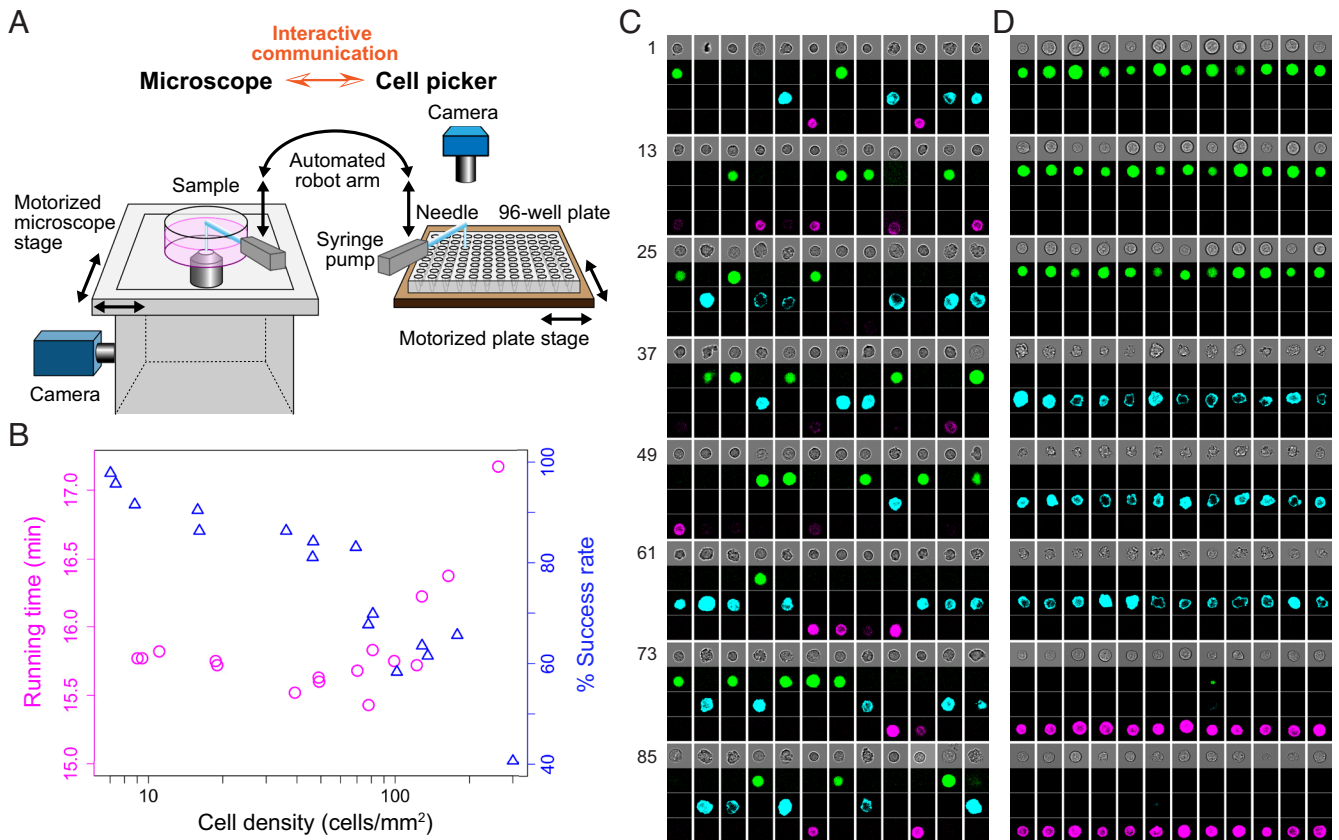 A
Interactive
communication
Microscope
Cell picker
Camera
Automated
robot arm
Sample
Motorized
microscope
stage
Needle
96-well plate
Syringe
pump
Motorized plate stage
Camera
B
Running time (min)
17.0
16.5
16.0
15.5
15.0
100
80
60
40
% Success rate
10
100
Cell density (cells/mm²)
C
1
13
25
37
49
61
73
85
D